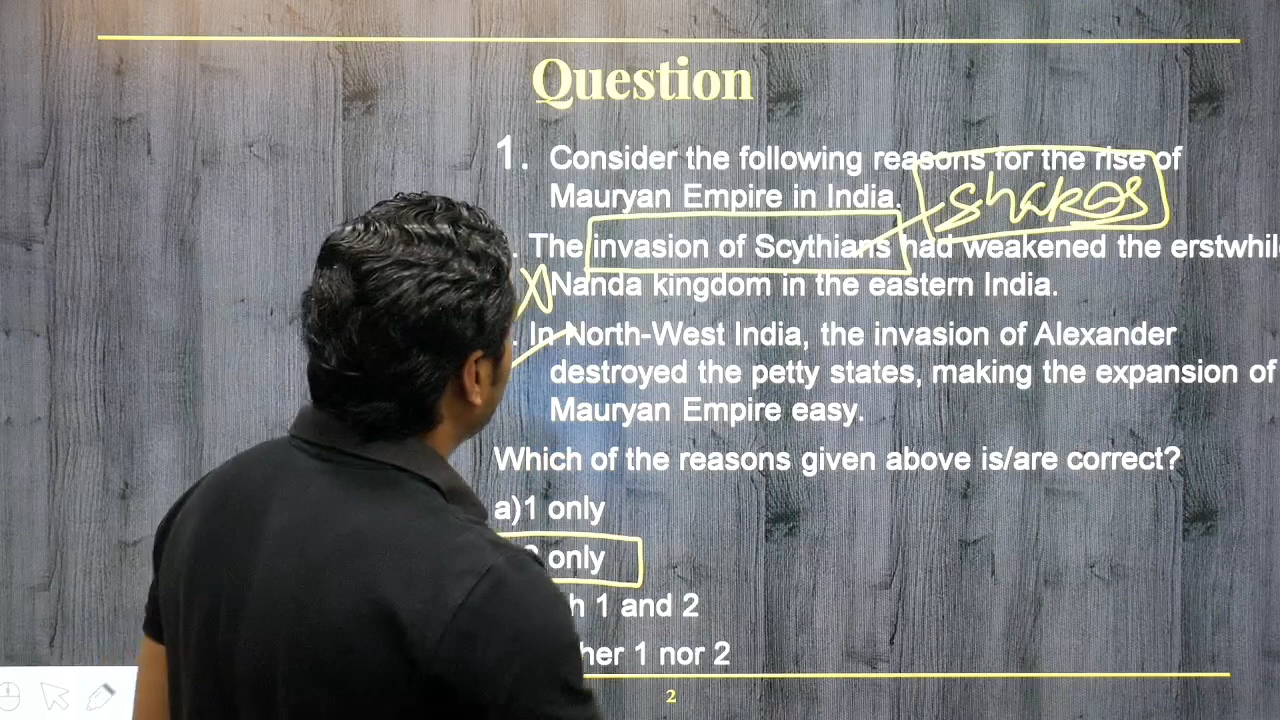 Question
1. Consider the following reasons for the rise of
Mauryan Empire in India.
shakas
The invasion of Scythians had weakened the erstwhil
X Nanda kingdom in the eastern India.
In North-West India, the invasion of Alexander
destroyed the petty states, making the expansion of
Mauryan Empire easy.
Which of the reasons given above is/are correct?
a)1 only
only
h 1 and 2
her 1 nor 2
2